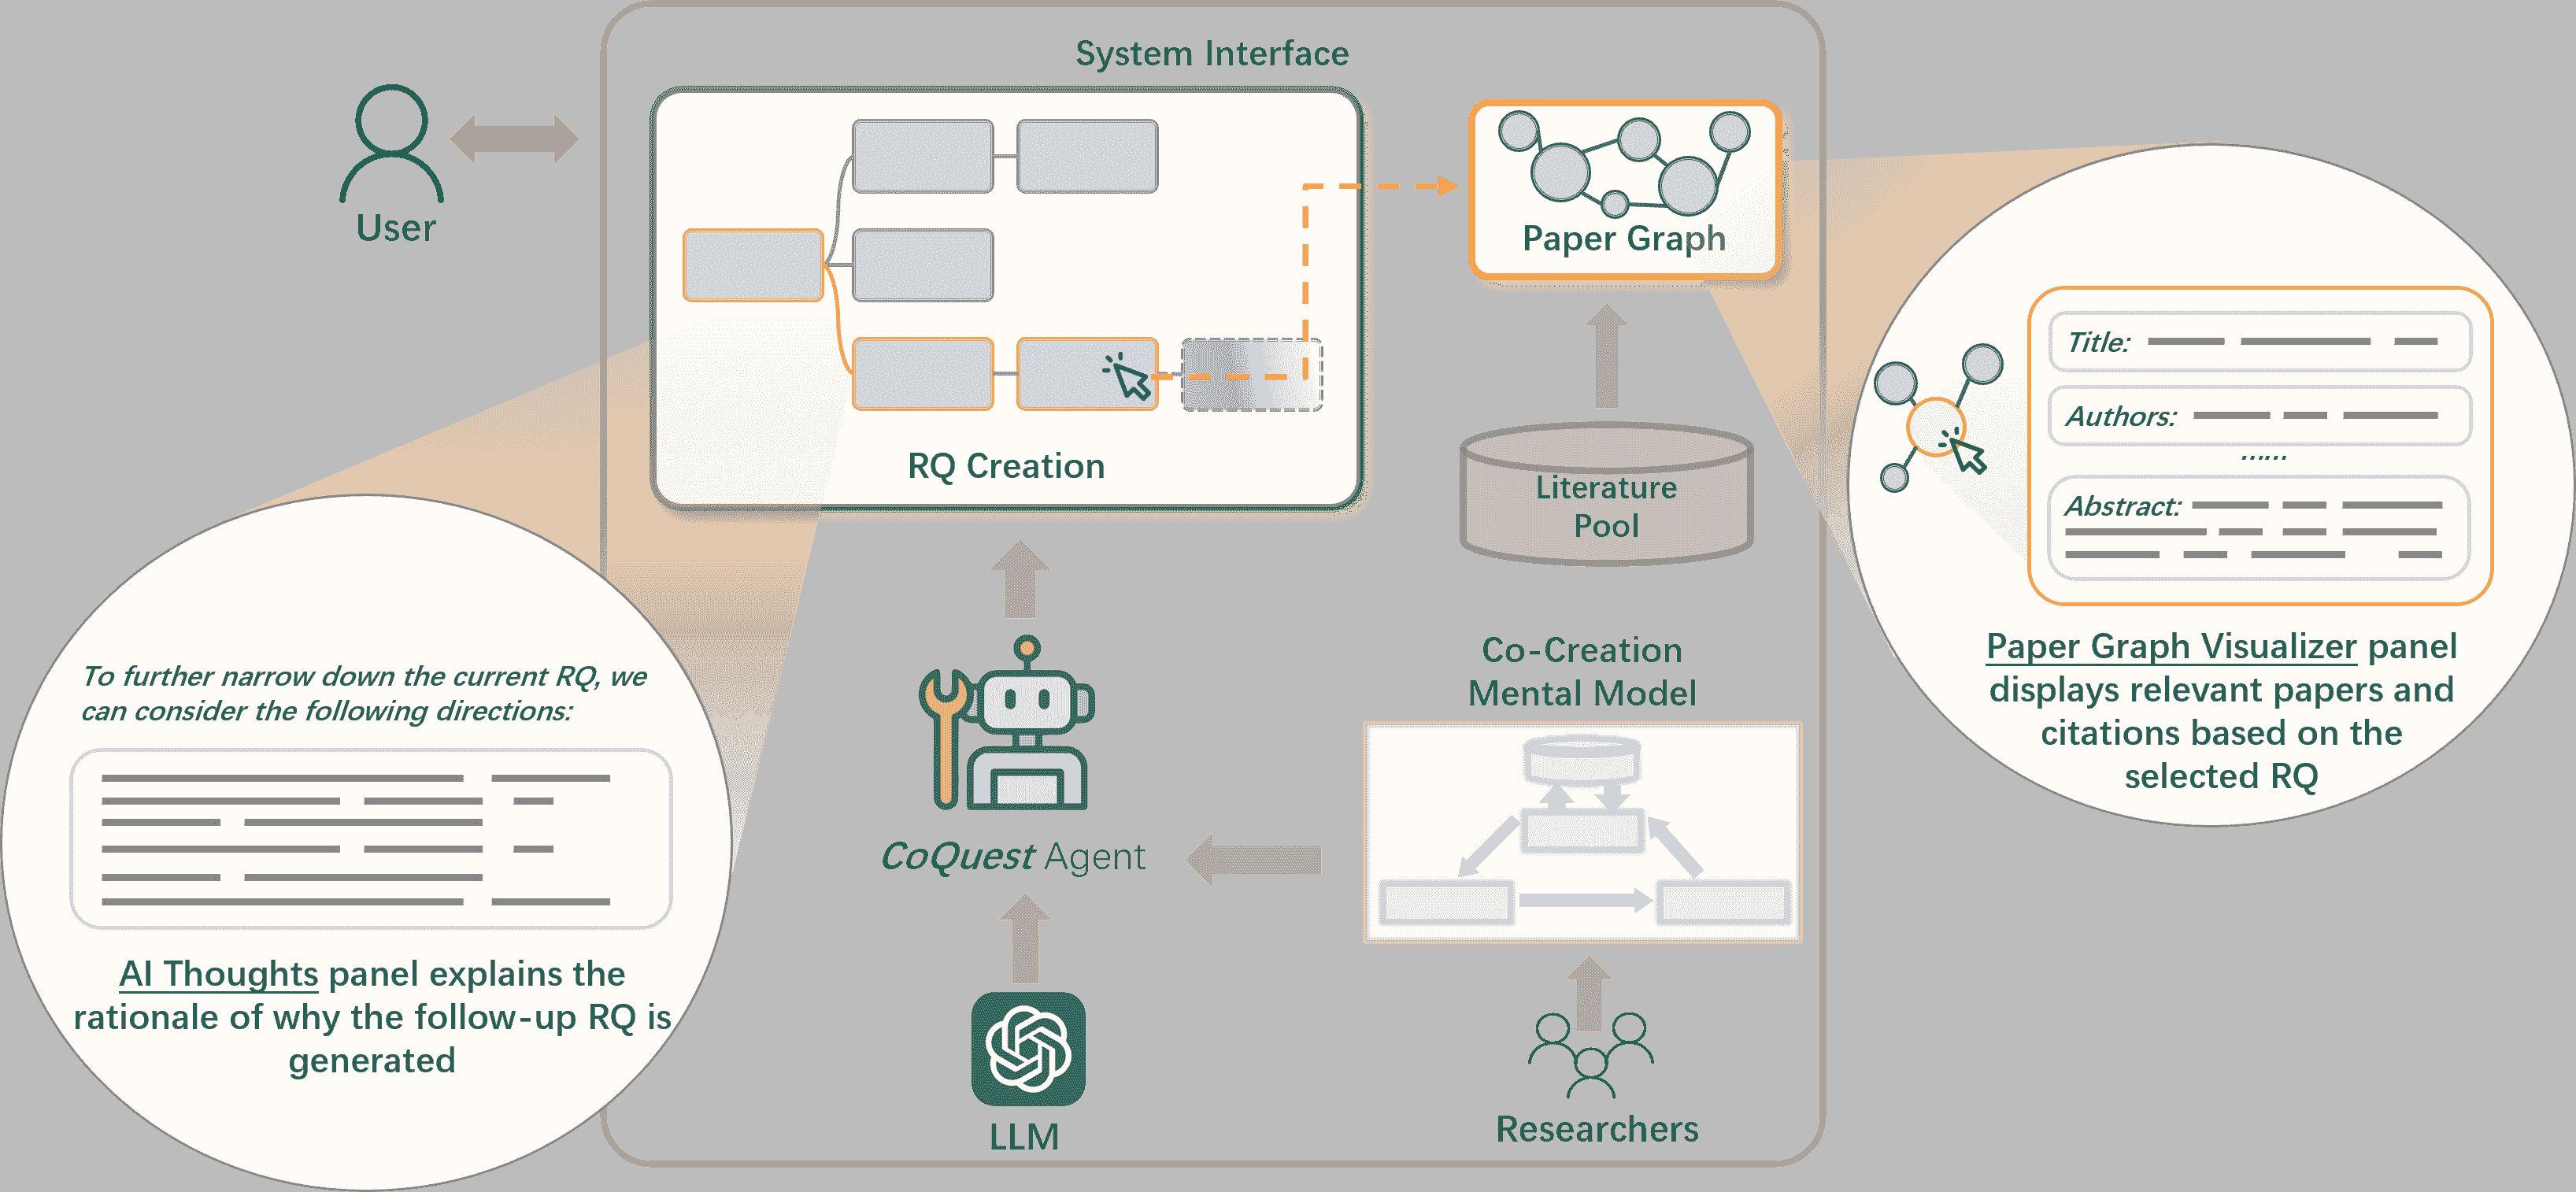 System Interface
User
RQ Creation
Paper Graph
Literature
Pool
Title:
Authors:
......
Abstract:
Paper Graph Visualizer panel
displays relevant papers and
citations based on the
selected RQ
To further narrow down the current RQ, we
can consider the following directions:
AI Thoughts panel explains the
rationale of why the follow-up RQ is
generated
CoQuest Agent
LLM
Co-Creation
Mental Model
Researchers